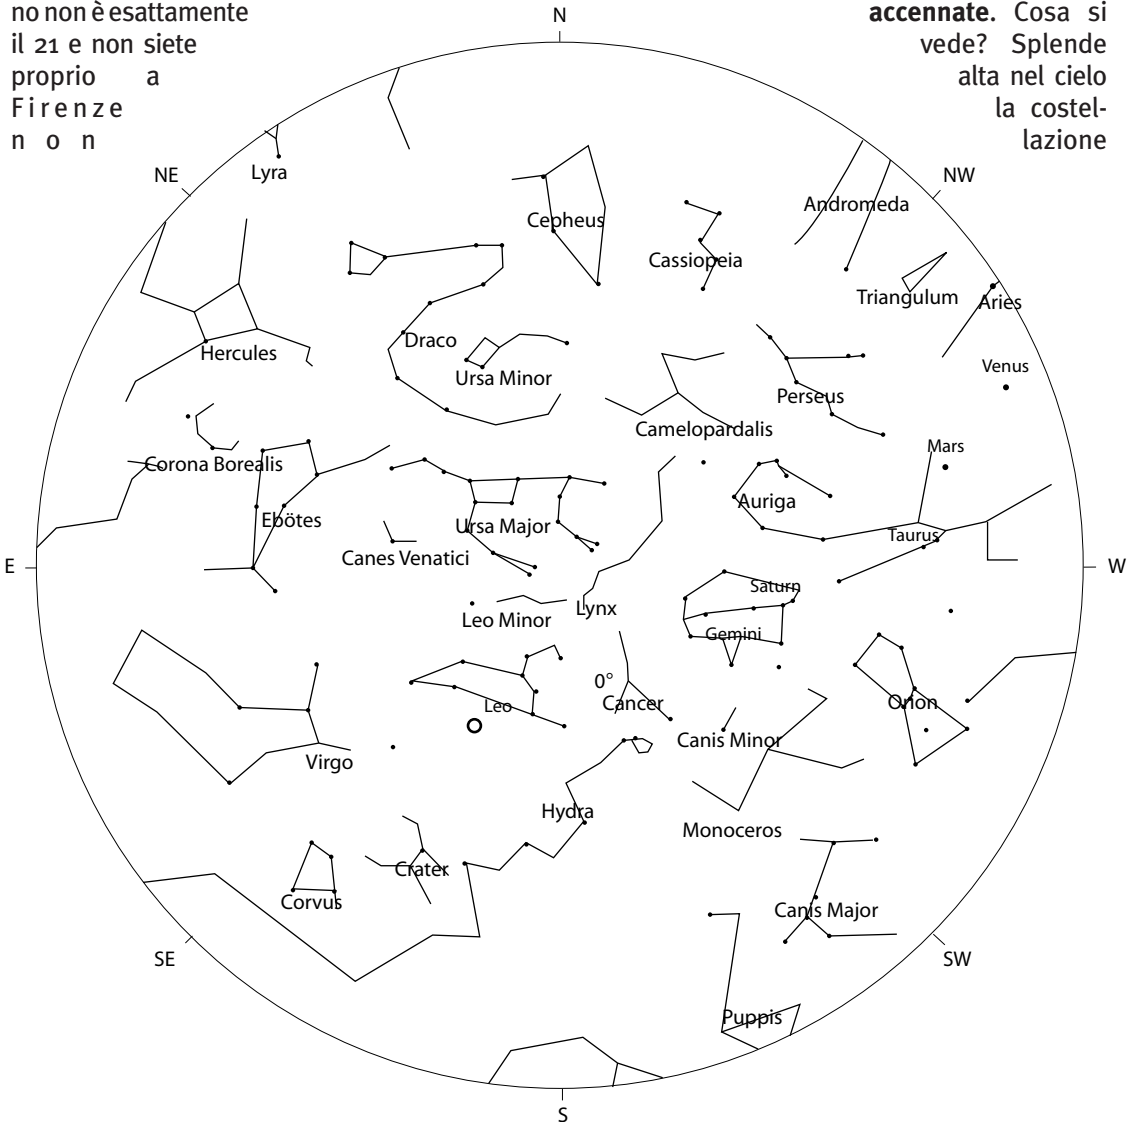 no non è esattamente
il 21 e non siete
proprio a
Firenze
non
accennate. Cosa si
vede? Splende
alta nel cielo
la costel-
lazione
N
NE
NW
Lyra
Cepheus
Andromeda
Cassiopeia
Triangulum
Aries
Hercules
Draco
Ursa Minor
Venus
Perseus
Camelopardalis
Mars
Corona Borealis
Auriga
Ebötes
Ursa Major
Taurus
Canes Venatici
E
W
Saturn
Leo Minor
Lynx
Gemini
0°
Leo
Cancer
Orion
Canis Minor
Virgo
Hydra
Monoceros
Crater
Corvus
Canis Major
SE
SW
Puppis
S